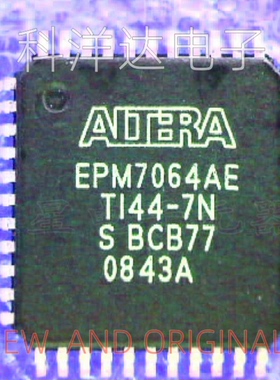 科洋达电子
ALTERA
EPM7064AE
TI44-7N
S BCB77
0843A
EW AND ORIGINAL